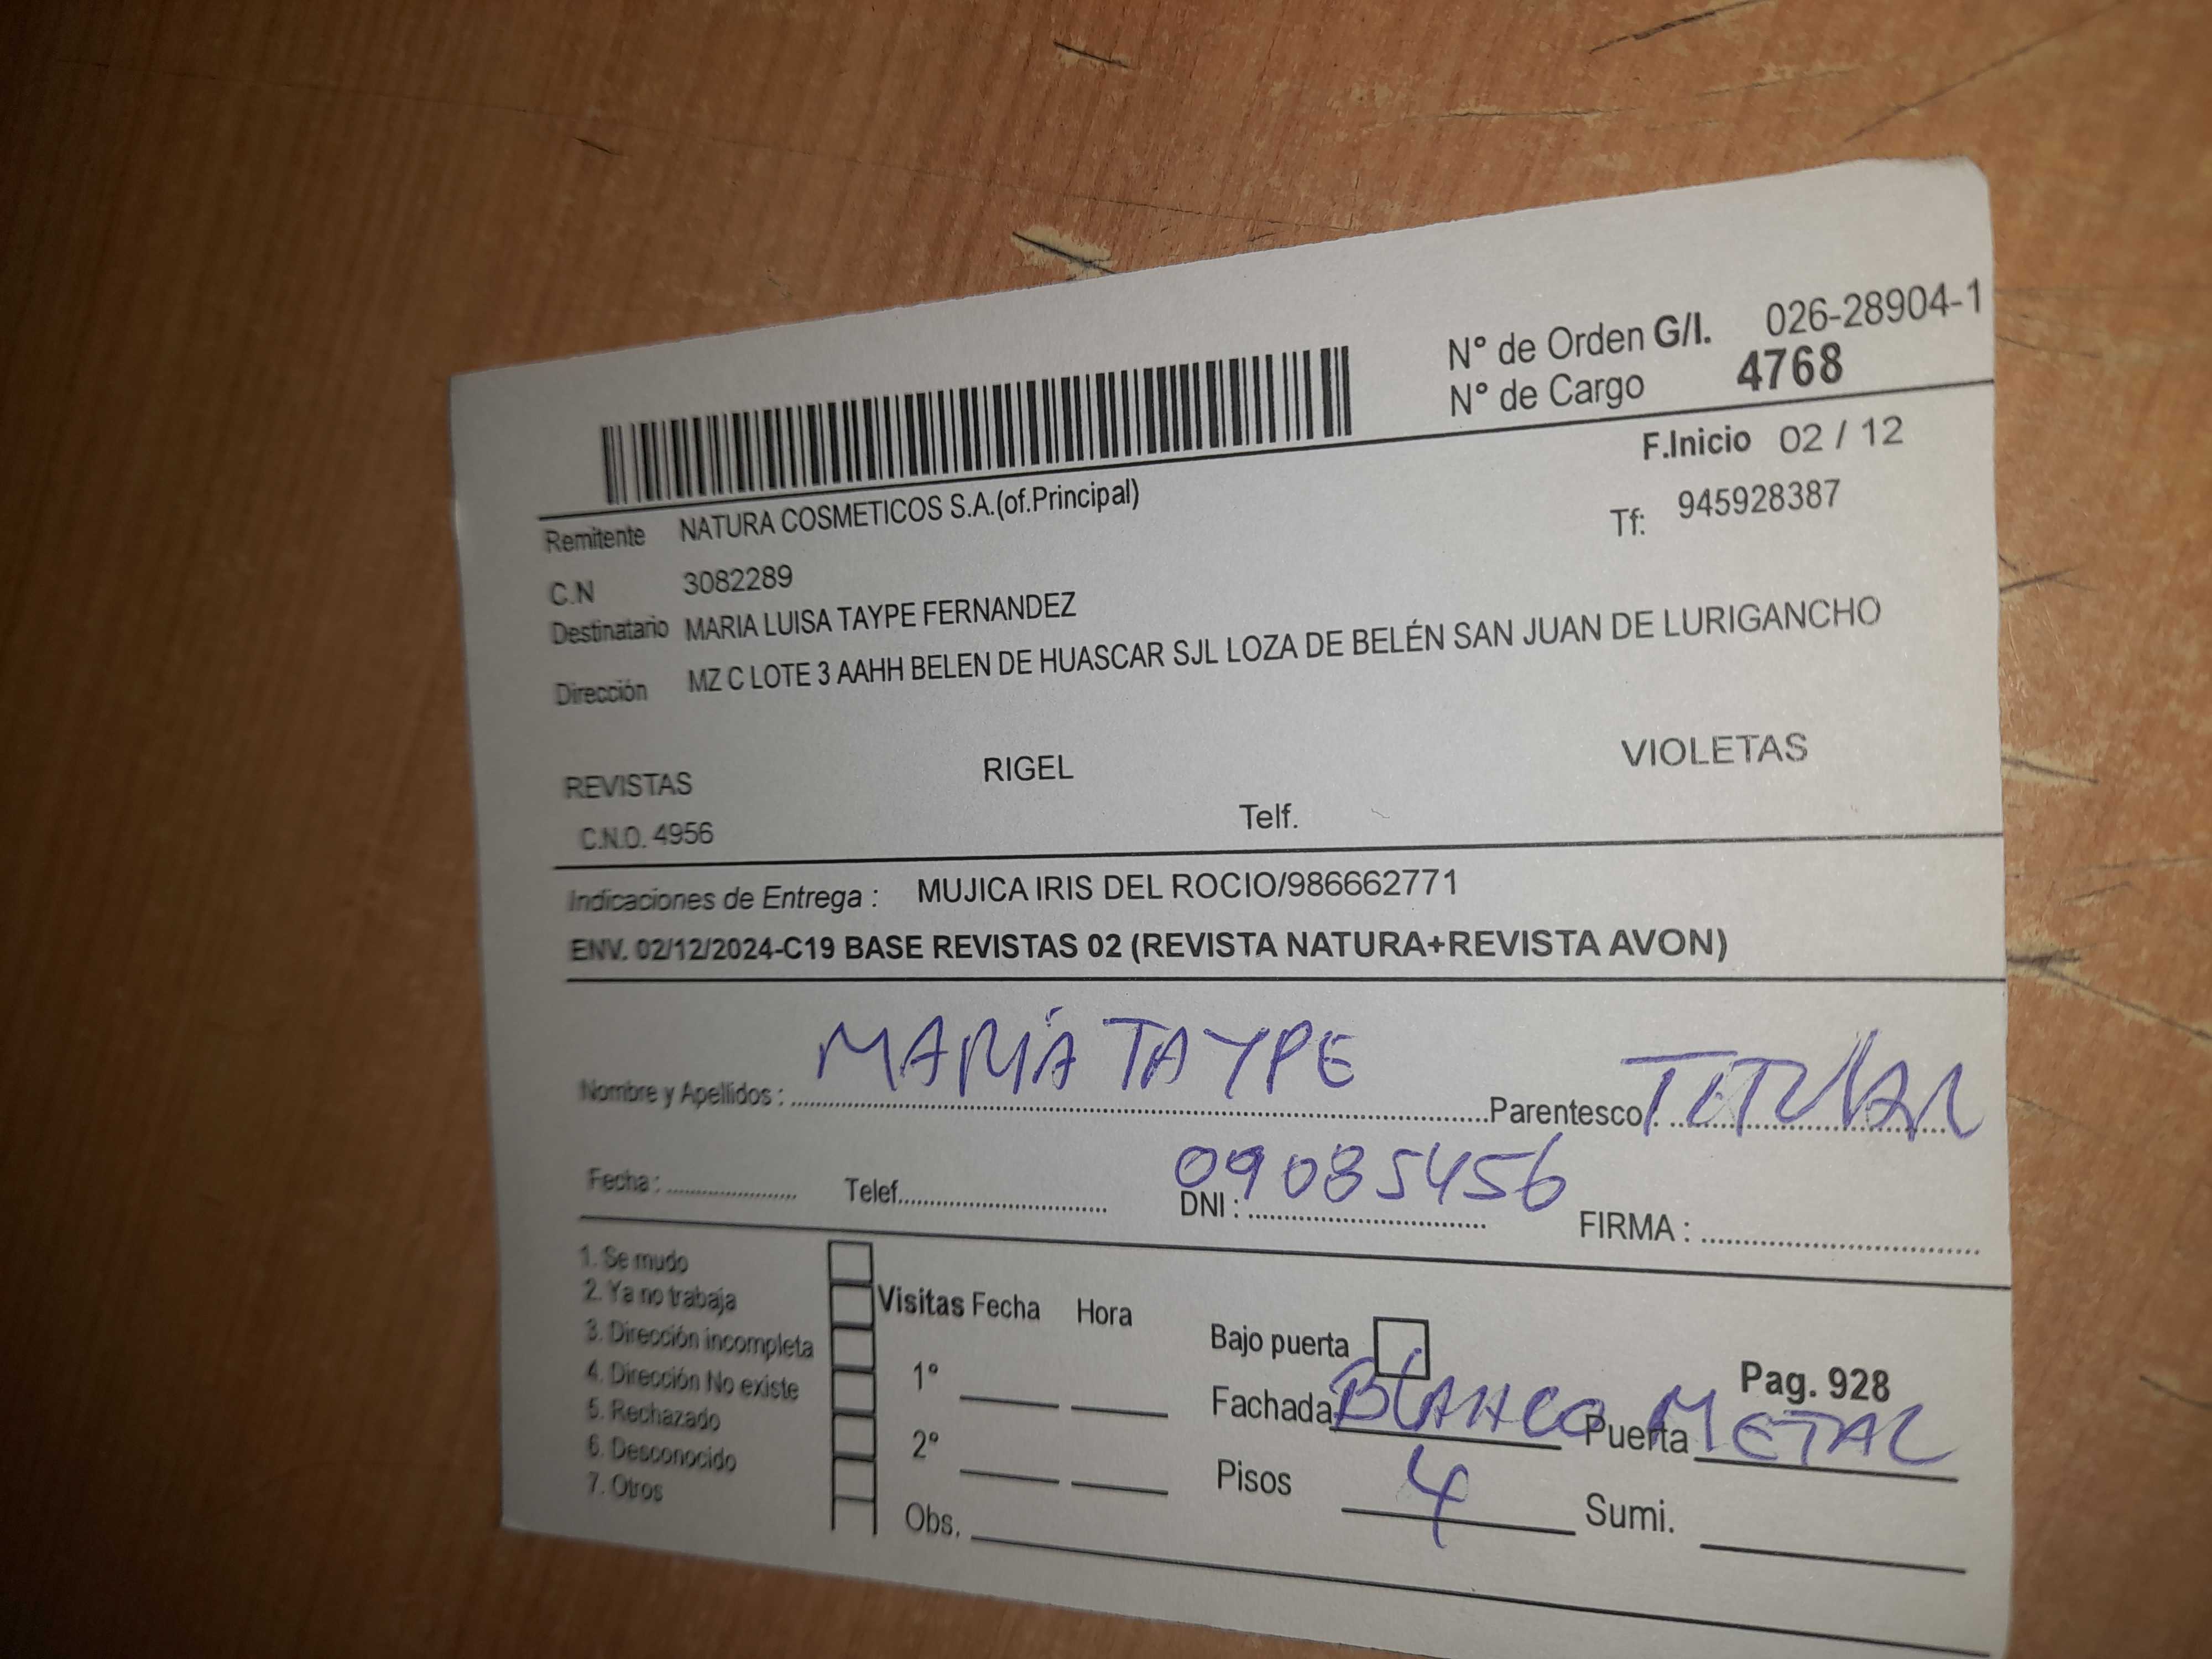 N° de Orden G/I. 026-28904-1
N° de Cargo 4768
F.Inicio 02 / 12
Remitente NATURA COSMETICOS S.A.(of.Principal)
Tf: 945928387
C.N 3082289
Destinatario MARIA LUISA TAYPE FERNANDEZ
Dirección MZ C LOTE 3 AAHH BELEN DE HUASCAR SJL LOZA DE BELÉN SAN JUAN DE LURIGANCHO
REVISTAS RIGEL VIOLETAS
C.N.O. 4956 Telf.
Indicaciones de Entrega : MUJICA IRIS DEL ROCIO/986662771
ENV. 02/12/2024-C19 BASE REVISTAS 02 (REVISTA NATURA+REVISTA AVON)
Nombre y Apellidos : MARÍA TAYPE Parentesco : TITULAR
Fecha : Telef. DNI : 09085456 FIRMA :
1. Se mudo
2. Ya no trabaja
3. Dirección incompleta
4. Dirección No existe
5. Rechazado
6. Desconocido
7. Otros
Visitas Fecha Hora
1°
2°
Obs.
Bajo puerta
Pag. 928
Fachada BLANCO Puerta METAL
Pisos 4 Sumi.